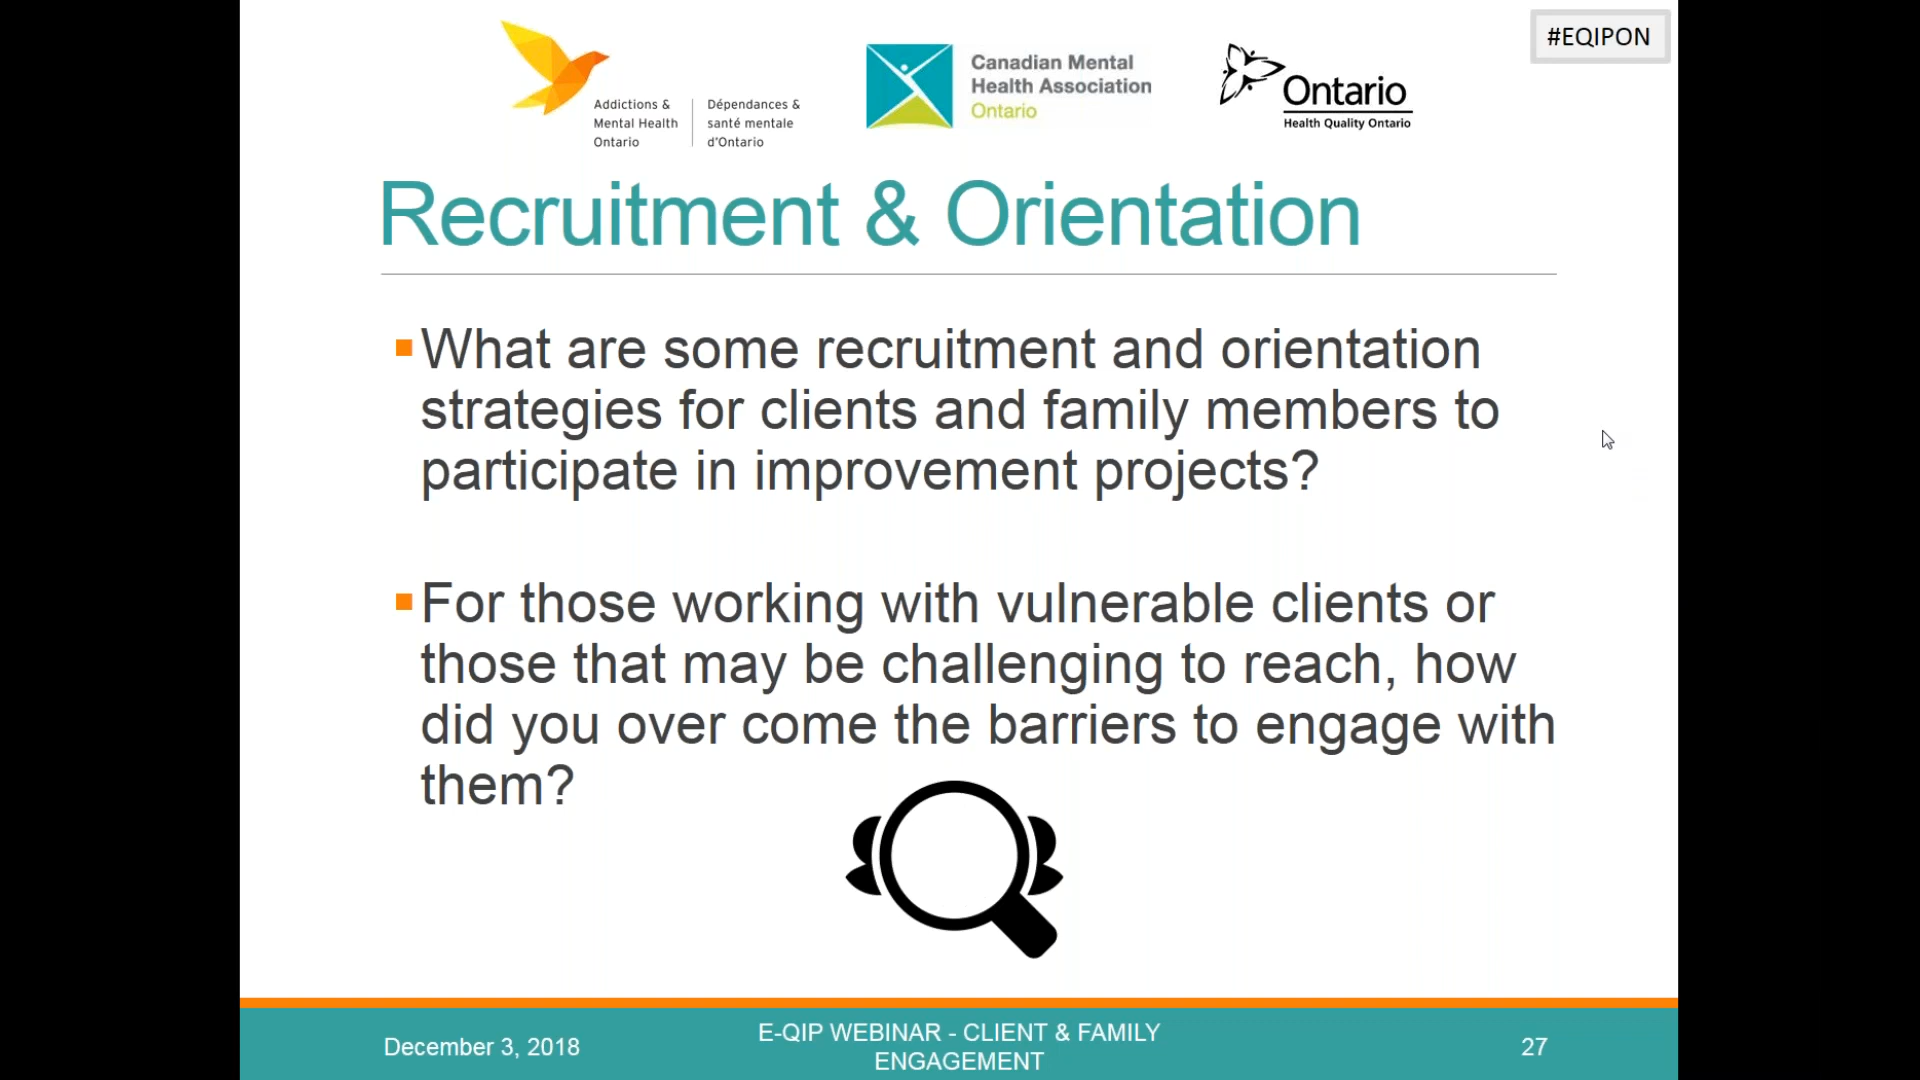 #EQIPON
Addictions &
Mental Health
Ontario
Dépendances &
santé mentale
d'Ontario
Canadian Mental
Health Association
Ontario
Ontario
Health Quality Ontario
Recruitment & Orientation
What are some recruitment and orientation
strategies for clients and family members to
participate in improvement projects?
For those working with vulnerable clients or
those that may be challenging to reach, how
did you over come the barriers to engage with
them?
December 3, 2018
E-QIP WEBINAR - CLIENT & FAMILY
ENGAGEMENT
27